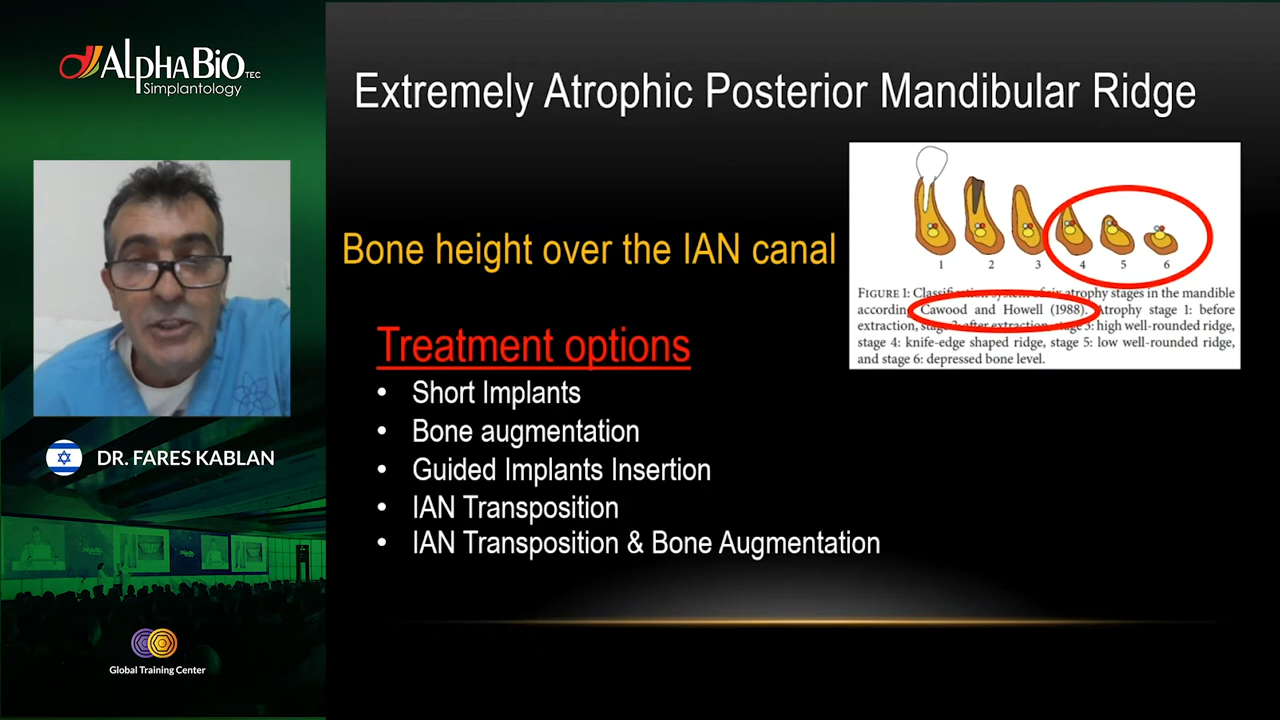 AlphaBio TEC
Simplantology
DR. FARES KABLAN
Global Training Center
Extremely Atrophic Posterior Mandibular Ridge
Bone height over the IAN canal
Treatment options
• Short Implants
• Bone augmentation
• Guided Implants Insertion
• IAN Transposition
• IAN Transposition & Bone Augmentation
1 2 3 4 5 6
FIGURE 1: Classification system of six atrophy stages in the mandible
according Cawood and Howell (1988). Atrophy stage 1: before
extraction, stage 2: after extraction, stage 3: high well-rounded ridge,
stage 4: knife-edge shaped ridge, stage 5: low well-rounded ridge,
and stage 6: depressed bone level.